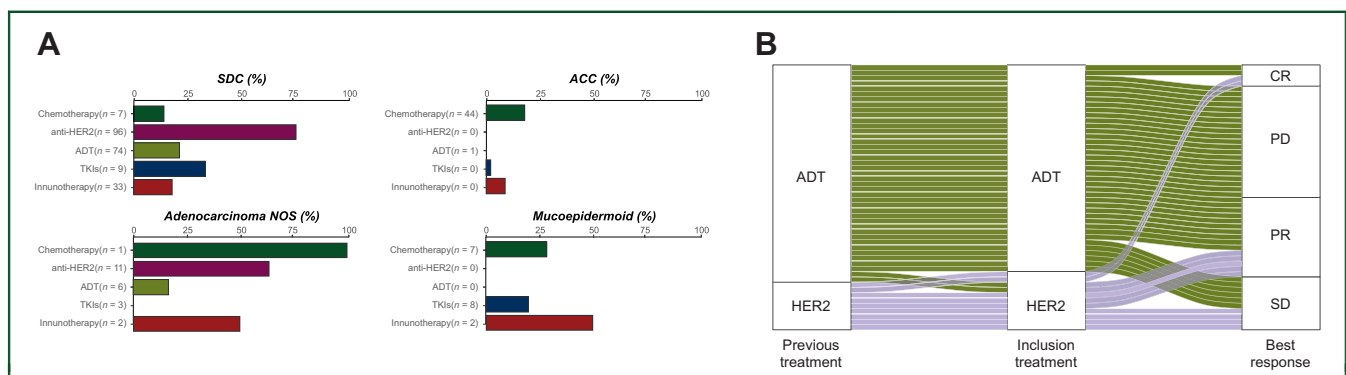 A
SDC (%)
0 25 50 75 100
Chemotherapy(n = 7)
anti-HER2(n = 96)
ADT(n = 74)
TKIs(n = 9)
Innunotherapy(n = 33)
ACC (%)
0 25 50 75 100
Chemotherapy(n = 44)
anti-HER2(n = 0)
ADT(n = 1)
TKIs(n = 0)
Innunotherapy(n = 0)
Adenocarcinoma NOS (%)
0 25 50 75 100
Chemotherapy(n = 1)
anti-HER2(n = 11)
ADT(n = 6)
TKIs(n = 3)
Innunotherapy(n = 2)
Mucoepidermoid (%)
0 25 50 75 100
Chemotherapy(n = 7)
anti-HER2(n = 0)
ADT(n = 0)
TKIs(n = 8)
Innunotherapy(n = 2)
B
ADT
HER2
Previous
treatment
ADT
HER2
Inclusion
treatment
CR
PD
PR
SD
Best
response